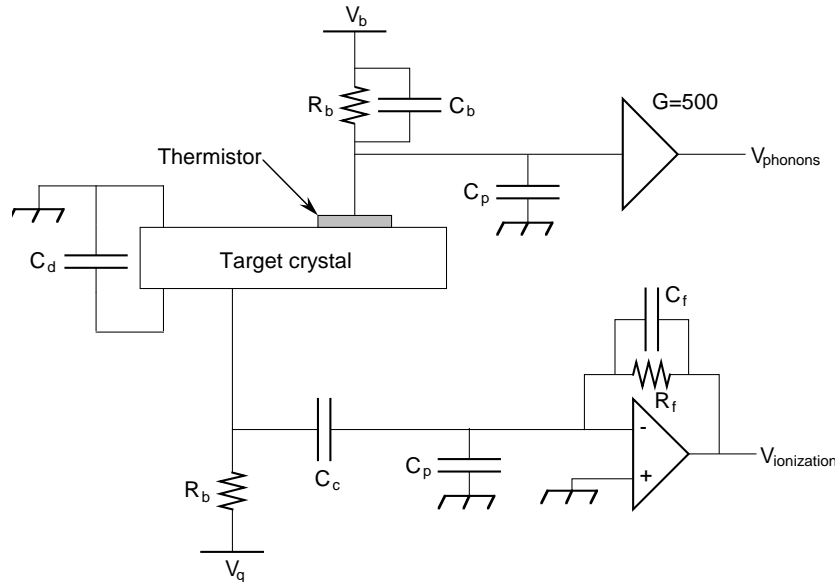 V_b
R_b
C_b
G=500
Thermistor
V_phonons
C_p
C_d
Target crystal
C_f
R_f
-
+
V_ionization
C_c
C_p
R_b
V_q